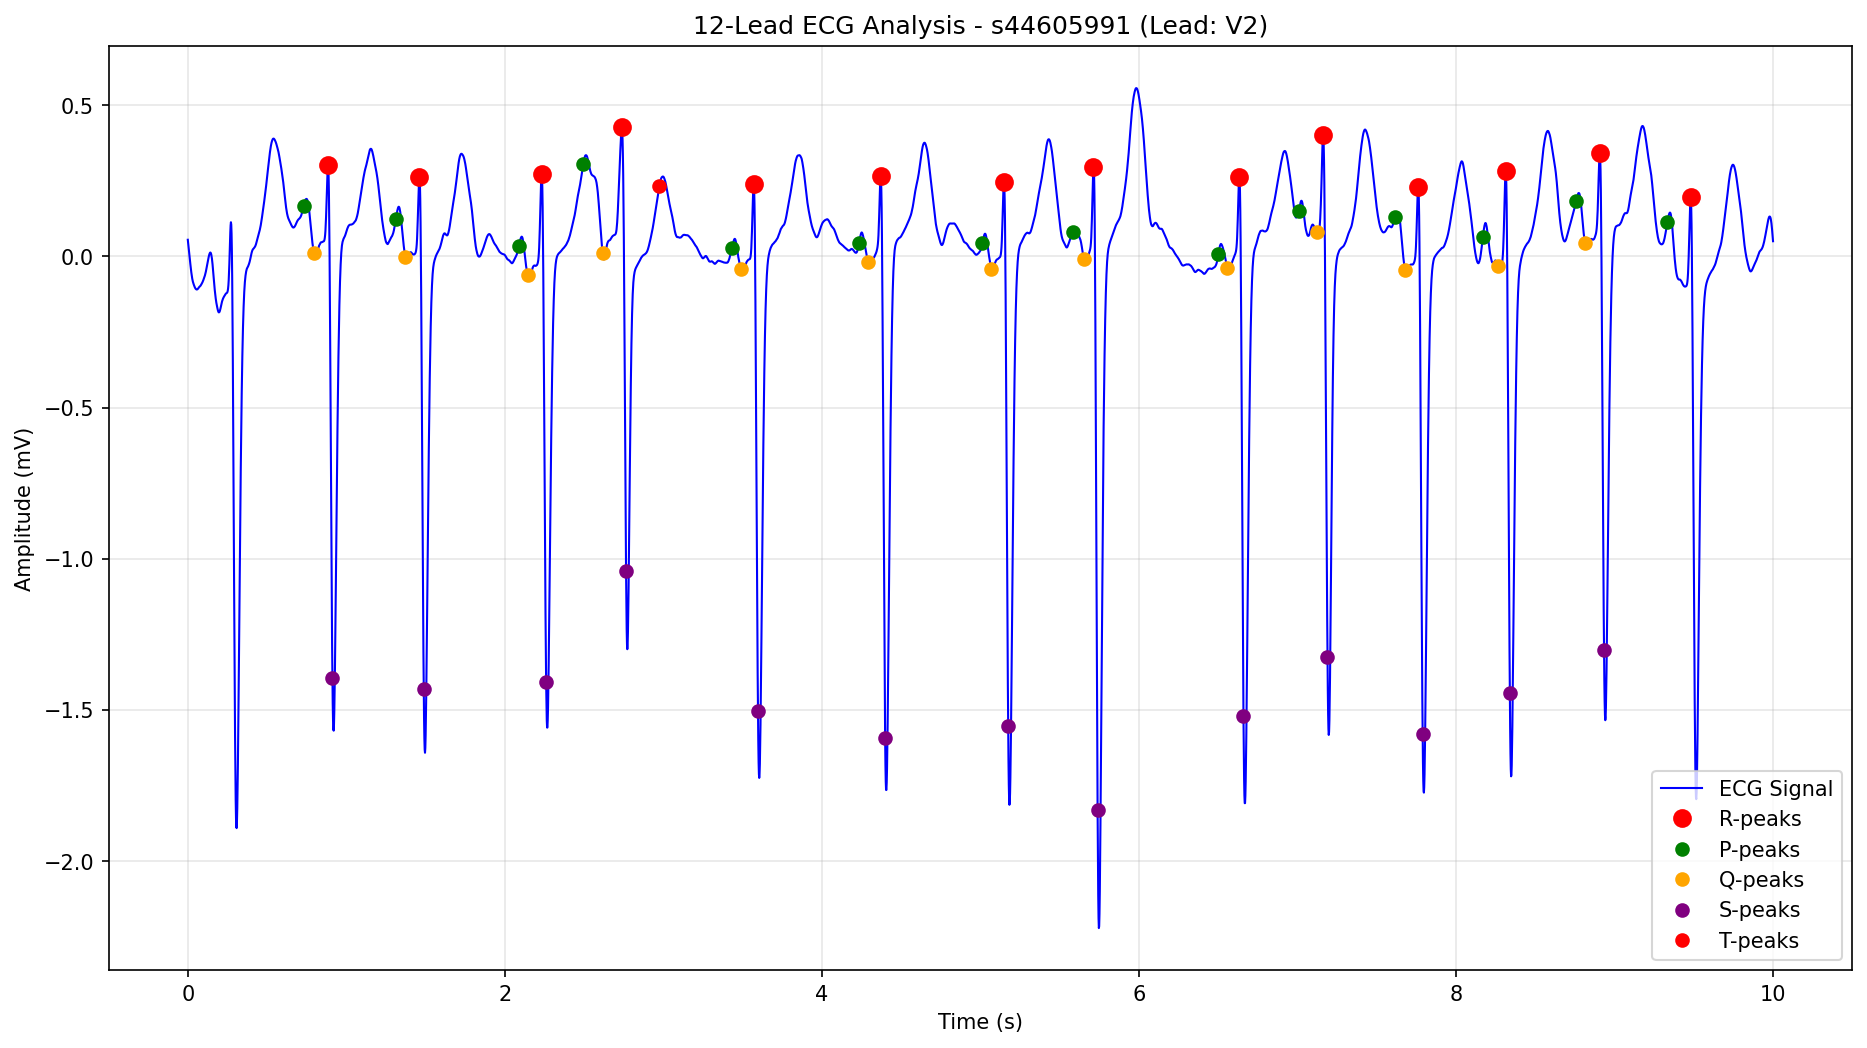 12-Lead ECG Analysis - s44605991 (Lead: V2)
Amplitude (mV)
0.5
0.0
−0.5
−1.0
−1.5
−2.0
0
2
4
6
8
10
Time (s)
ECG Signal
R-peaks
P-peaks
Q-peaks
S-peaks
T-peaks